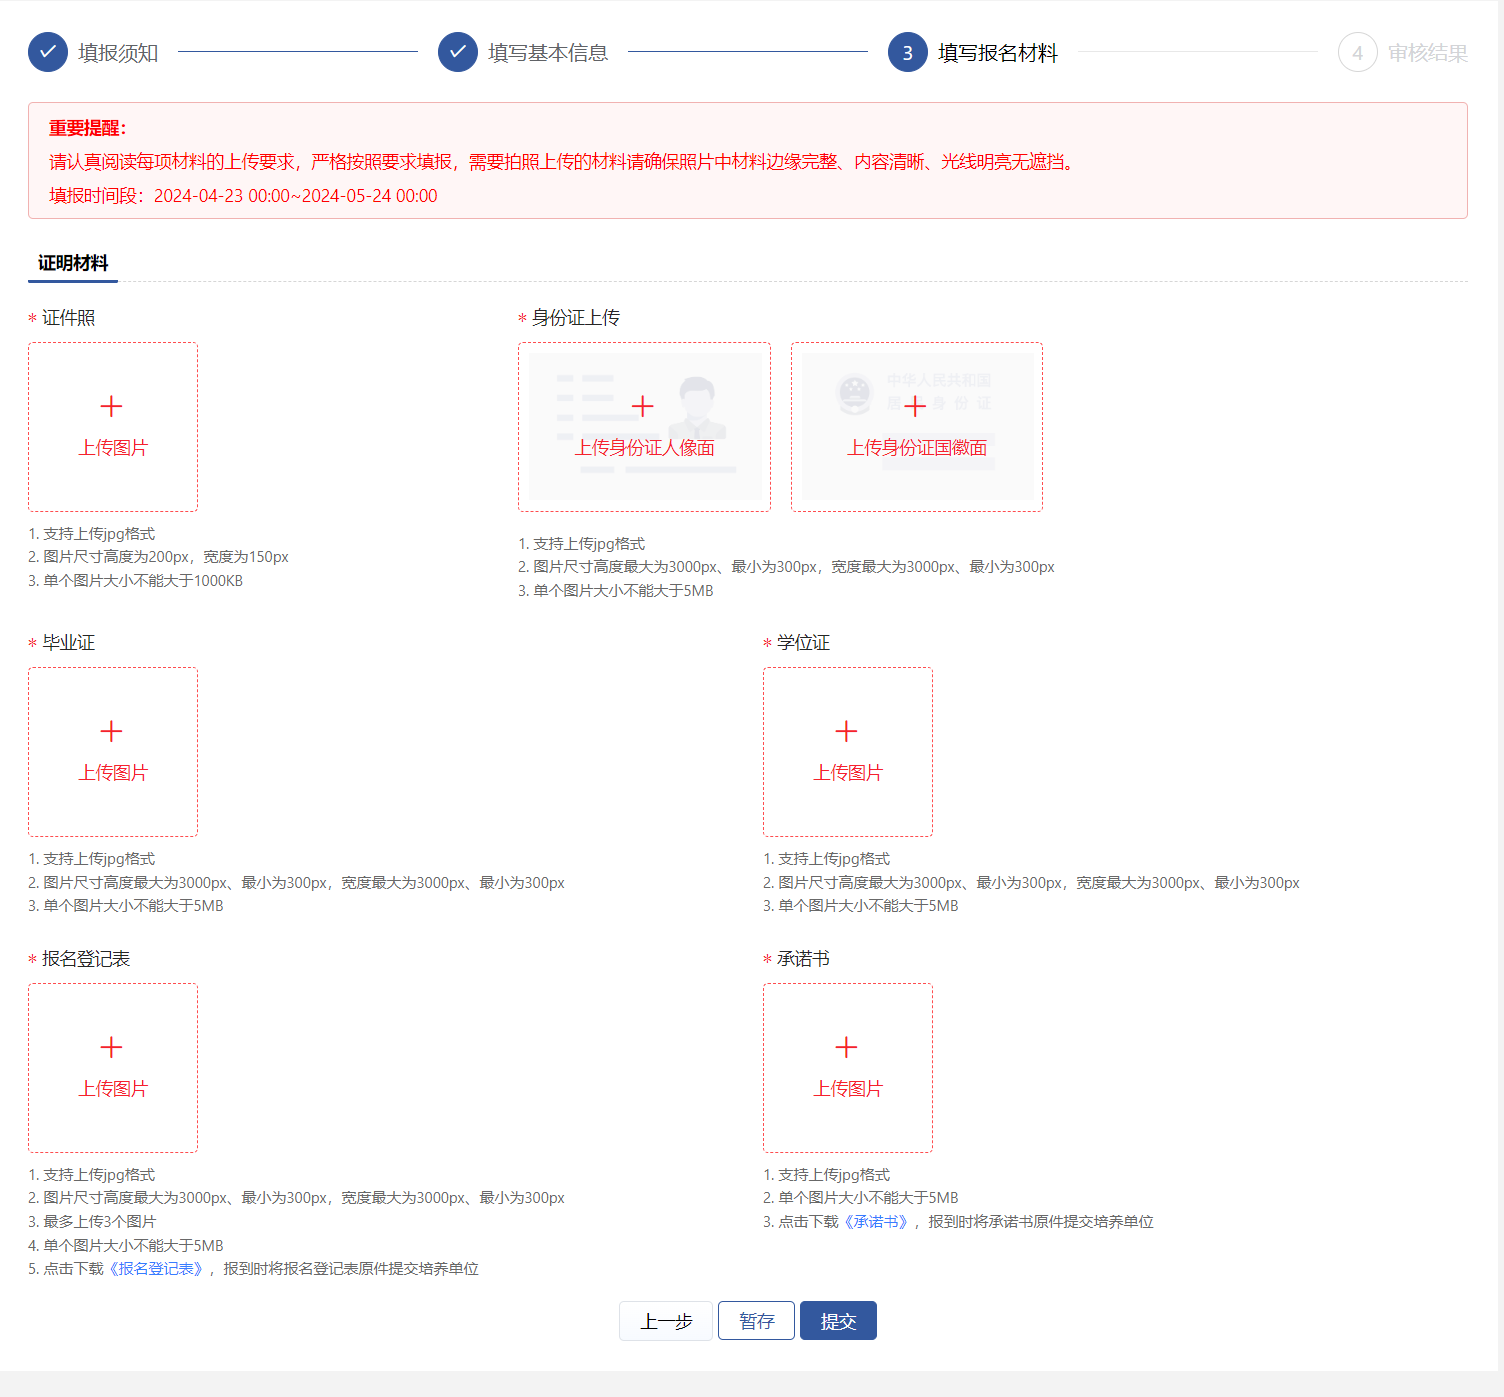 填报须知
填写基本信息
3 填写报名材料
4 审核结果
重要提醒：
请认真阅读每项材料的上传要求，严格按照要求填报，需要拍照上传的材料请确保照片中材料边缘完整、内容清晰、光线明亮无遮挡。
填报时间段：2024-04-23 00:00~2024-05-24 00:00
证明材料
* 证件照
上传图片
1. 支持上传jpg格式
2. 图片尺寸高度为200px，宽度为150px
3. 单个图片大小不能大于1000KB
* 身份证上传
上传身份证人像面
中华人民共和国
居民身份证
上传身份证国徽面
1. 支持上传jpg格式
2. 图片尺寸高度最大为3000px、最小为300px，宽度最大为3000px、最小为300px
3. 单个图片大小不能大于5MB
* 毕业证
上传图片
1. 支持上传jpg格式
2. 图片尺寸高度最大为3000px、最小为300px，宽度最大为3000px、最小为300px
3. 单个图片大小不能大于5MB
* 学位证
上传图片
1. 支持上传jpg格式
2. 图片尺寸高度最大为3000px、最小为300px，宽度最大为3000px、最小为300px
3. 单个图片大小不能大于5MB
* 报名登记表
上传图片
1. 支持上传jpg格式
2. 图片尺寸高度最大为3000px、最小为300px，宽度最大为3000px、最小为300px
3. 最多上传3个图片
4. 单个图片大小不能大于5MB
5. 点击下载《报名登记表》，报到时将报名登记表原件提交培养单位
* 承诺书
上传图片
1. 支持上传jpg格式
2. 单个图片大小不能大于5MB
3. 点击下载《承诺书》，报到时将承诺书原件提交培养单位
上一步
暂存
提交